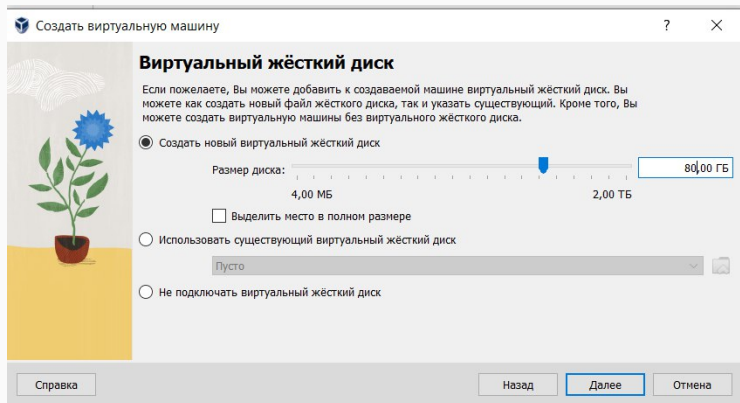 Создать виртуальную машину
Виртуальный жёсткий диск
Если пожелаете, Вы можете добавить к создаваемой машине виртуальный жёсткий диск. Вы
можете как создать новый файл жёсткого диска, так и указать существующий. Кроме того, Вы
можете создать виртуальную машины без виртуального жёсткого диска.
Создать новый виртуальный жёсткий диск
Размер диска: 80,00 ГБ
4,00 МБ 2,00 ТБ
Выделить место в полном размере
Использовать существующий виртуальный жёсткий диск
Пусто
Не подключать виртуальный жёсткий диск
Справка Назад Далее Отмена